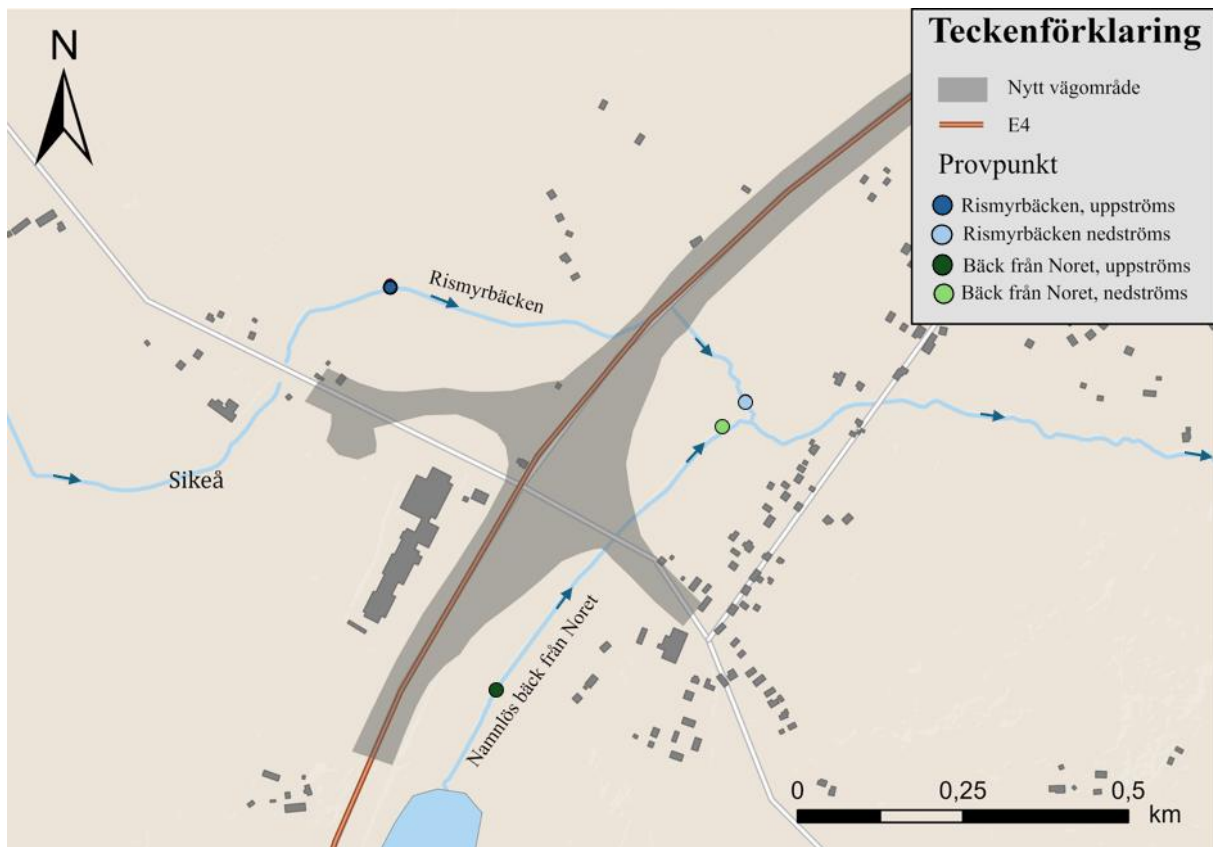 N
Teckenförklaring
Nytt vägområde
E4
Provpunkt
Rismyrbäcken, uppströms
Rismyrbäcken nedströms
Bäck från Noret, uppströms
Bäck från Noret, nedströms
Rismyrbäcken
Sikeå
Namnlös bäck från Noret
0 0,25 0,5
km